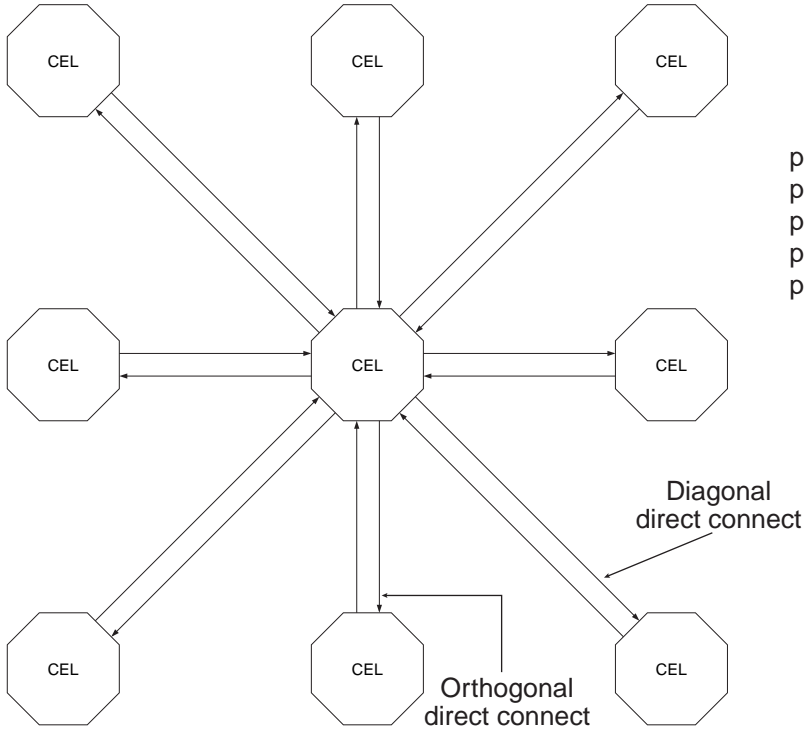 CEL CEL CEL
p
p
p
p
p
CEL CEL CEL
Diagonal
direct connect
CEL CEL CEL
Orthogonal
direct connect